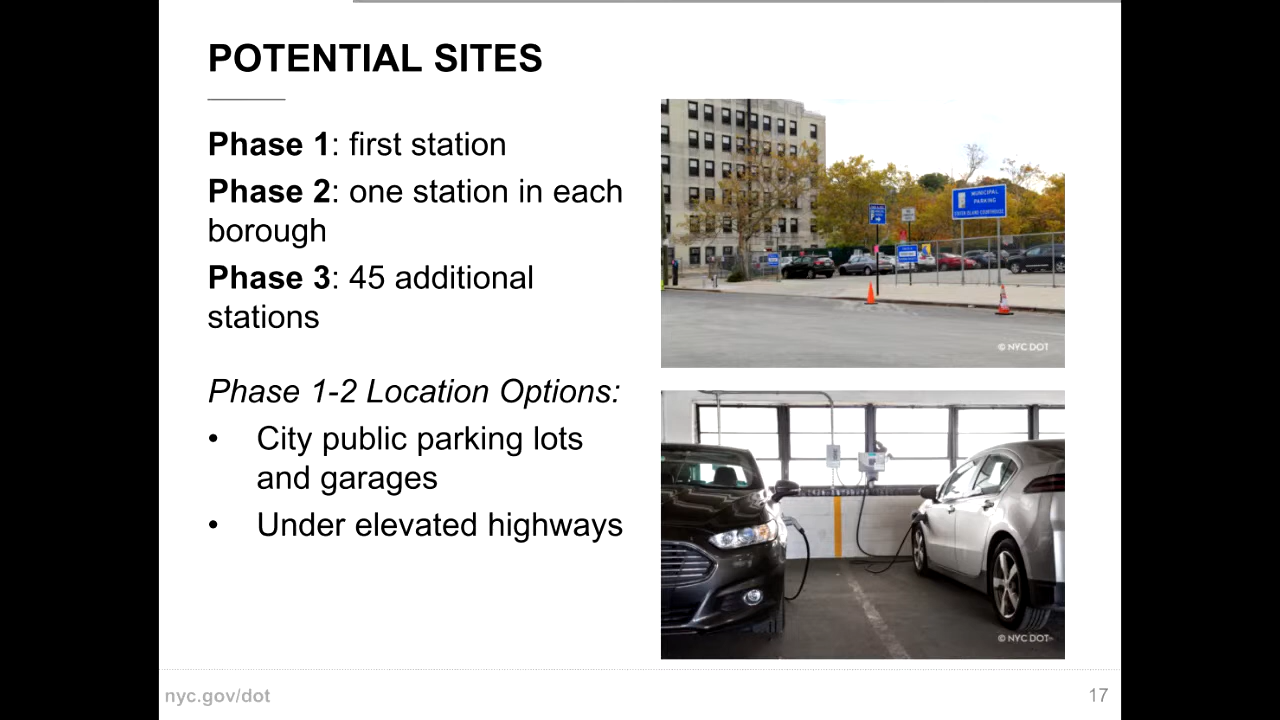 POTENTIAL SITES
Phase 1: first station
Phase 2: one station in each
borough
Phase 3: 45 additional
stations
Phase 1-2 Location Options:
• City public parking lots
and garages
• Under elevated highways
MUNICIPAL
PARKING
© NYC DOT
© NYC DOT
nyc.gov/dot
17